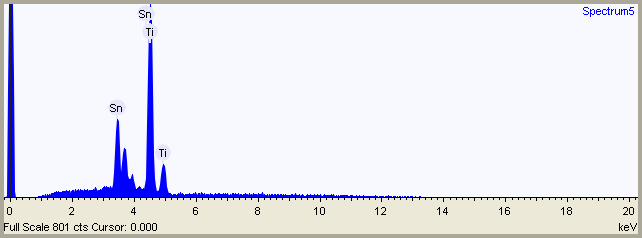 Spectrum5
Sn
Ti
Sn
Ti
0 2 4 6 8 10 12 14 16 18 20
Full Scale 801 cts Cursor: 0.000 keV